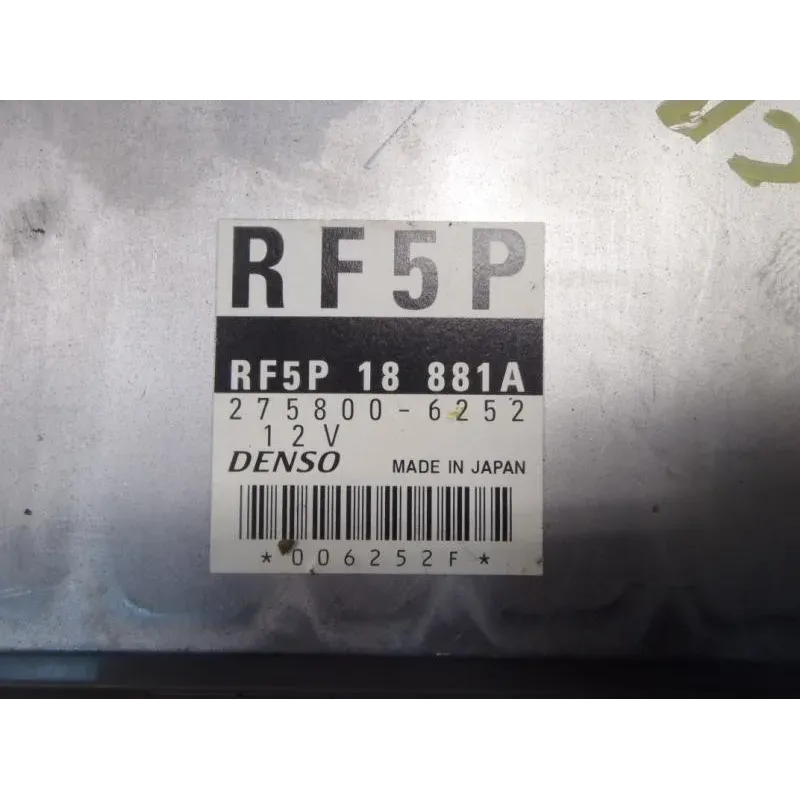 RF5P
RF5P 18 881A
275800-6252
12V
DENSO MADE IN JAPAN
*006252F*